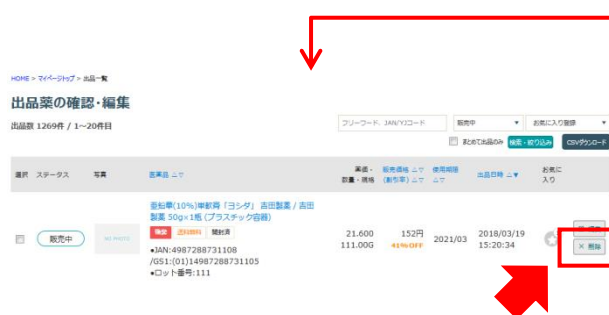 HOME > マイページトップ > 出品一覧
出品薬の確認・編集
出品数 1269件 / 1～20件目
フリーワード、JAN/YJコード 販売中 ▼ お気に入り登録 ▼
まとめて出品のみ 検索・絞り込み CSVダウンロード
選択 ステータス 写真 医薬品 △▽ 薬価・数量・規格 販売価格 △▽ (割引率) △▽ 使用期限 △▽ 出品日時 △▼ お気に入り
亜鉛華(10%)単軟膏「ヨシダ」 吉田製薬 / 吉田
製薬 50g×1瓶 (プラスチック容器)
販売中 NO PHOTO 開封済
21.600 152円 2021/03 2018/03/19
111.00G 41%OFF 15:20:34
× 削除
●JAN:4987288731108
/GS1:(01)14987288731105
●ロット番号:111